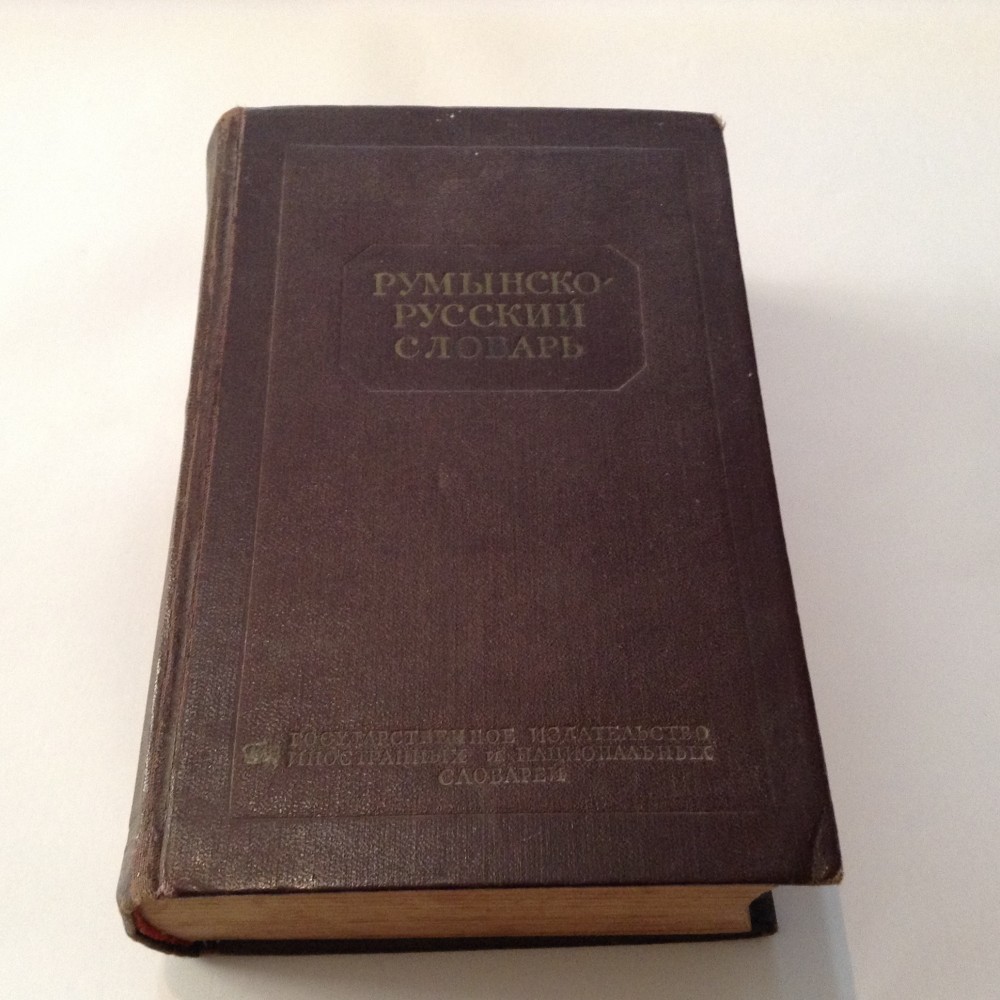 РУМЫНСКО-
РУССКИЙ
СЛОВАРЬ
ГОСУДАРСТВЕННОЕ ИЗДАТЕЛЬСТВО
ИНОСТРАННЫХ И НАЦИОНАЛЬНЫХ
СЛОВАРЕЙ